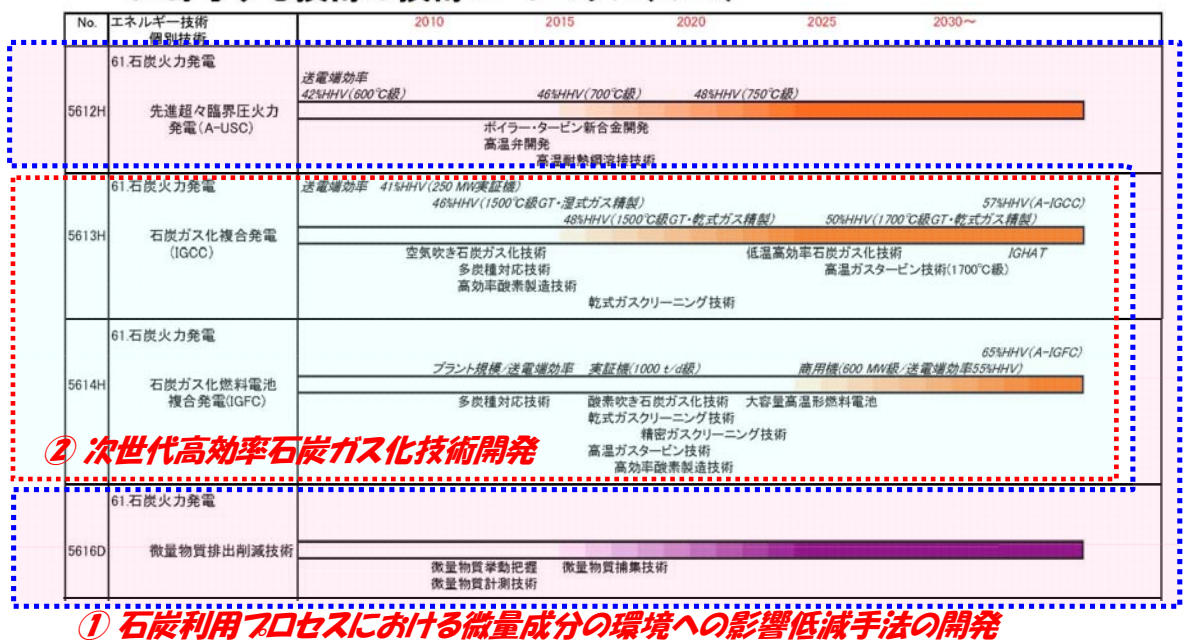 No. エネルギー技術 2010 2015 2020 2025 2030～
個別技術
61.石炭火力発電
送電端効率
42%HHV(600℃級) 46%HHV(700℃級) 48%HHV(750℃級)
5612H 先進超々臨界圧火力
発電(A-USC)
ボイラー・タービン新合金開発
高温弁開発
高温耐熱鋼溶接技術
61.石炭火力発電 送電端効率 41%HHV(250 MW実証機)
46%HHV(1500℃級GT・湿式ガス精製) 57%HHV(A-IGCC)
48%HHV(1500℃級GT・乾式ガス精製) 50%HHV(1700℃級GT・乾式ガス精製)
5613H 石炭ガス化複合発電
(IGCC)
空気吹き石炭ガス化技術 低温高効率石炭ガス化技術 IGHAT
多炭種対応技術 高温ガスタービン技術(1700℃級)
高効率酸素製造技術
乾式ガスクリーニング技術
61.石炭火力発電
65%HHV(A-IGFC)
プラント規模/送電端効率 実証機(1000 t/d級) 商用機(600 MW級/送電端効率55%HHV)
5614H 石炭ガス化燃料電池
複合発電(IGFC)
多炭種対応技術 酸素吹き石炭ガス化技術 大容量高温形燃料電池
乾式ガスクリーニング技術
精密ガスクリーニング技術
② 次世代高効率石炭ガス化技術開発
高温ガスタービン技術
高効率酸素製造技術
61.石炭火力発電
5616D 微量物質排出削減技術
微量物質挙動把握 微量物質捕集技術
微量物質計測技術
① 石炭利用プロセスにおける微量成分の環境への影響低減手法の開発